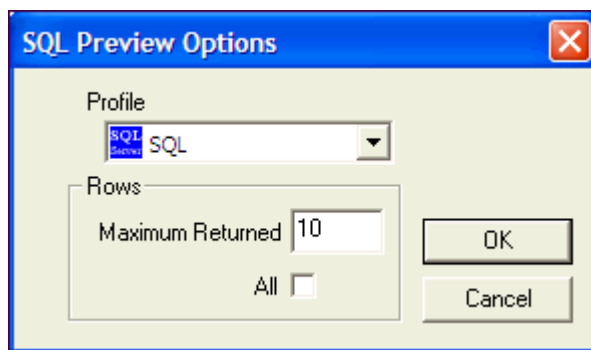 SQL Preview Options
Profile
SQL
Server
SQL
Rows
Maximum Returned 10
All
OK
Cancel